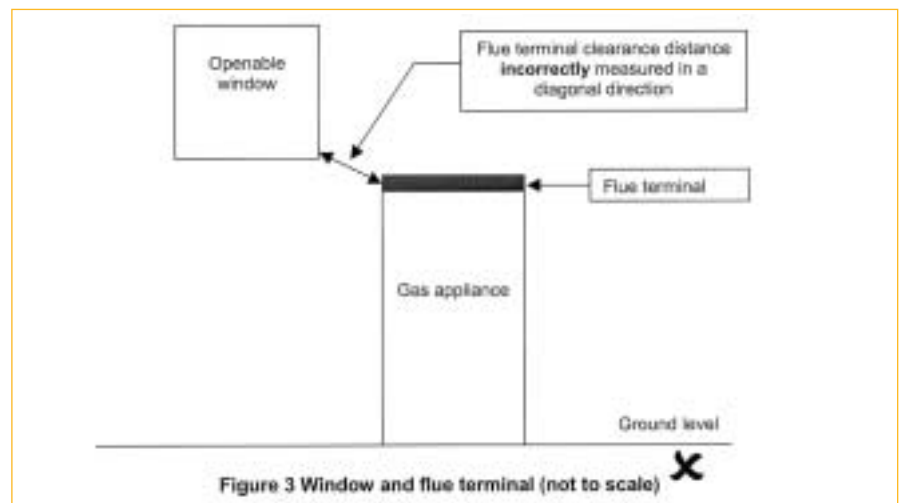 Openable
window
Flue terminal clearance distance
incorrectly measured in a
diagonal direction
Flue terminal
Gas appliance
Ground level
Figure 3 Window and flue terminal (not to scale)